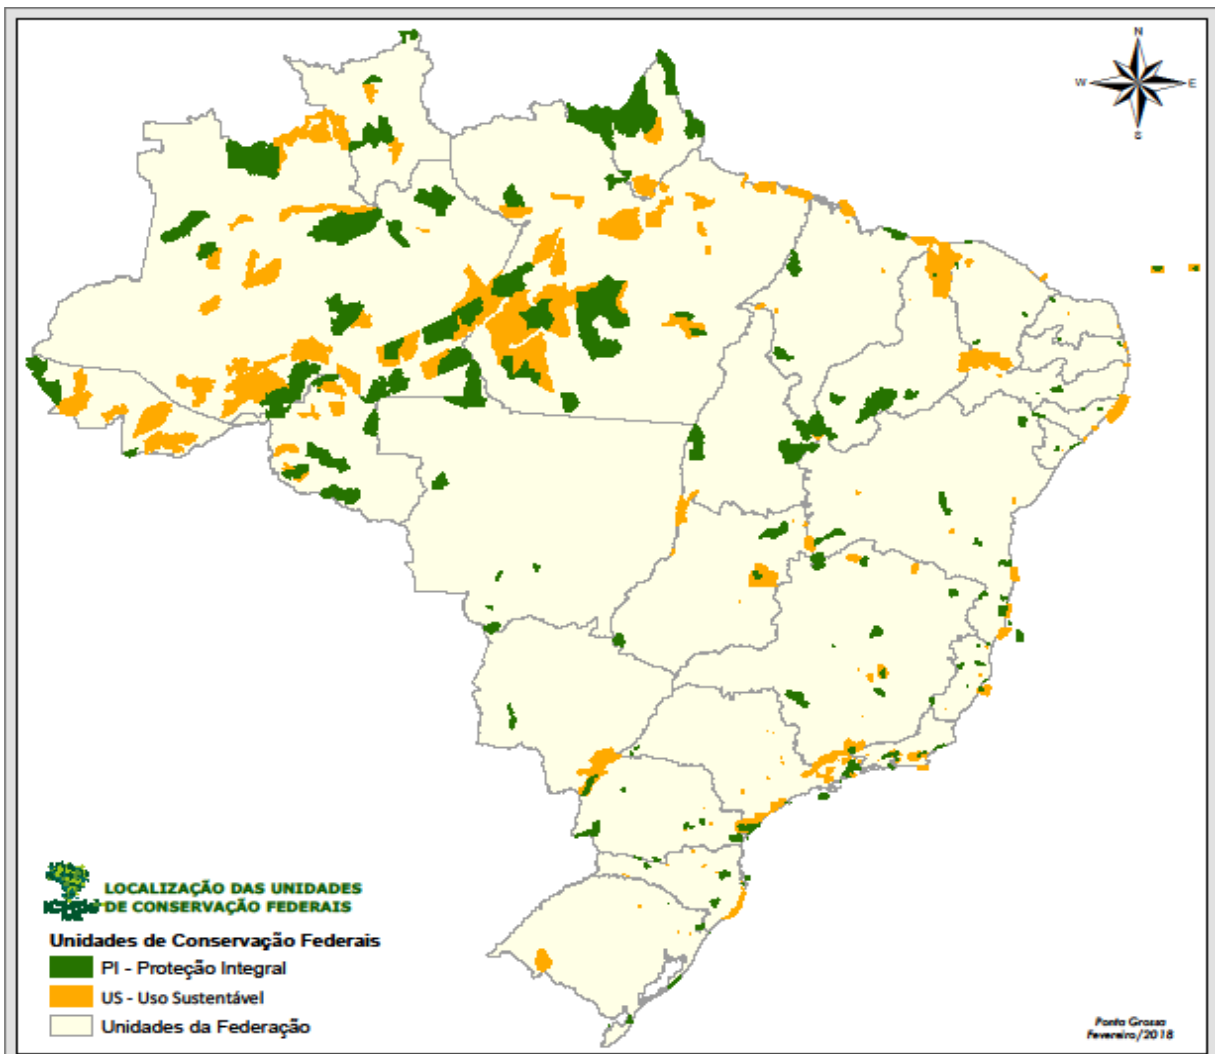 N
W E
S
LOCALIZAÇÃO DAS UNIDADES
DE CONSERVAÇÃO FEDERAIS
Unidades de Conservação Federais
PI - Proteção Integral
US - Uso Sustentável
Unidades da Federação
Ponta Grossa
Fevereiro/2018